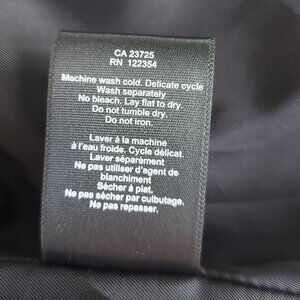 CA 23725
RN 122354
Machine wash cold. Delicate cycle
Wash separately.
No bleach. Lay flat to dry.
Do not tumble dry.
Do not iron.
Laver à la machine
à l'eau froide. Cycle délicat.
Laver séparément
Ne pas utiliser d'agent de
blanchiment
Sécher à plat.
Ne pas sécher par culbutage.
Ne pas repasser.